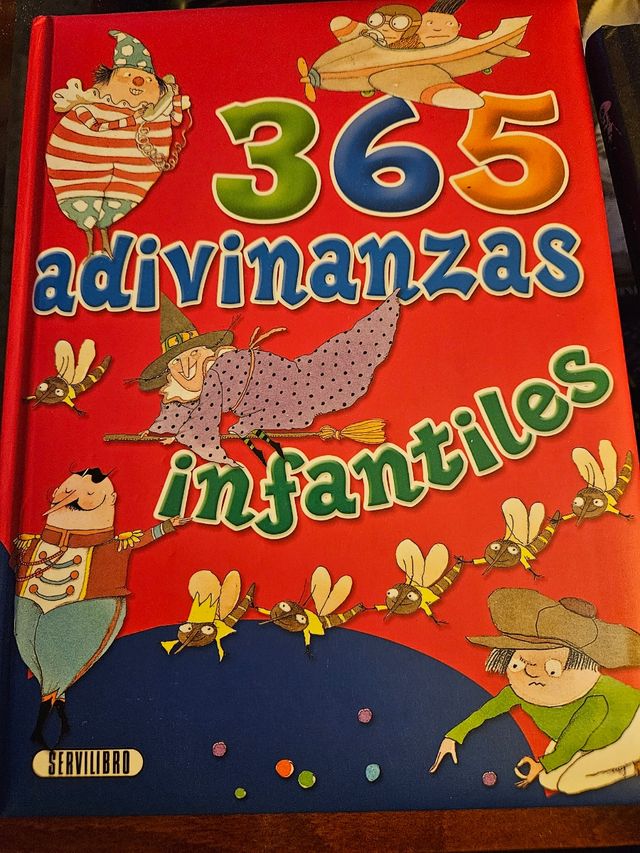 365
adivinanzas
infantiles
SERVILIBRO